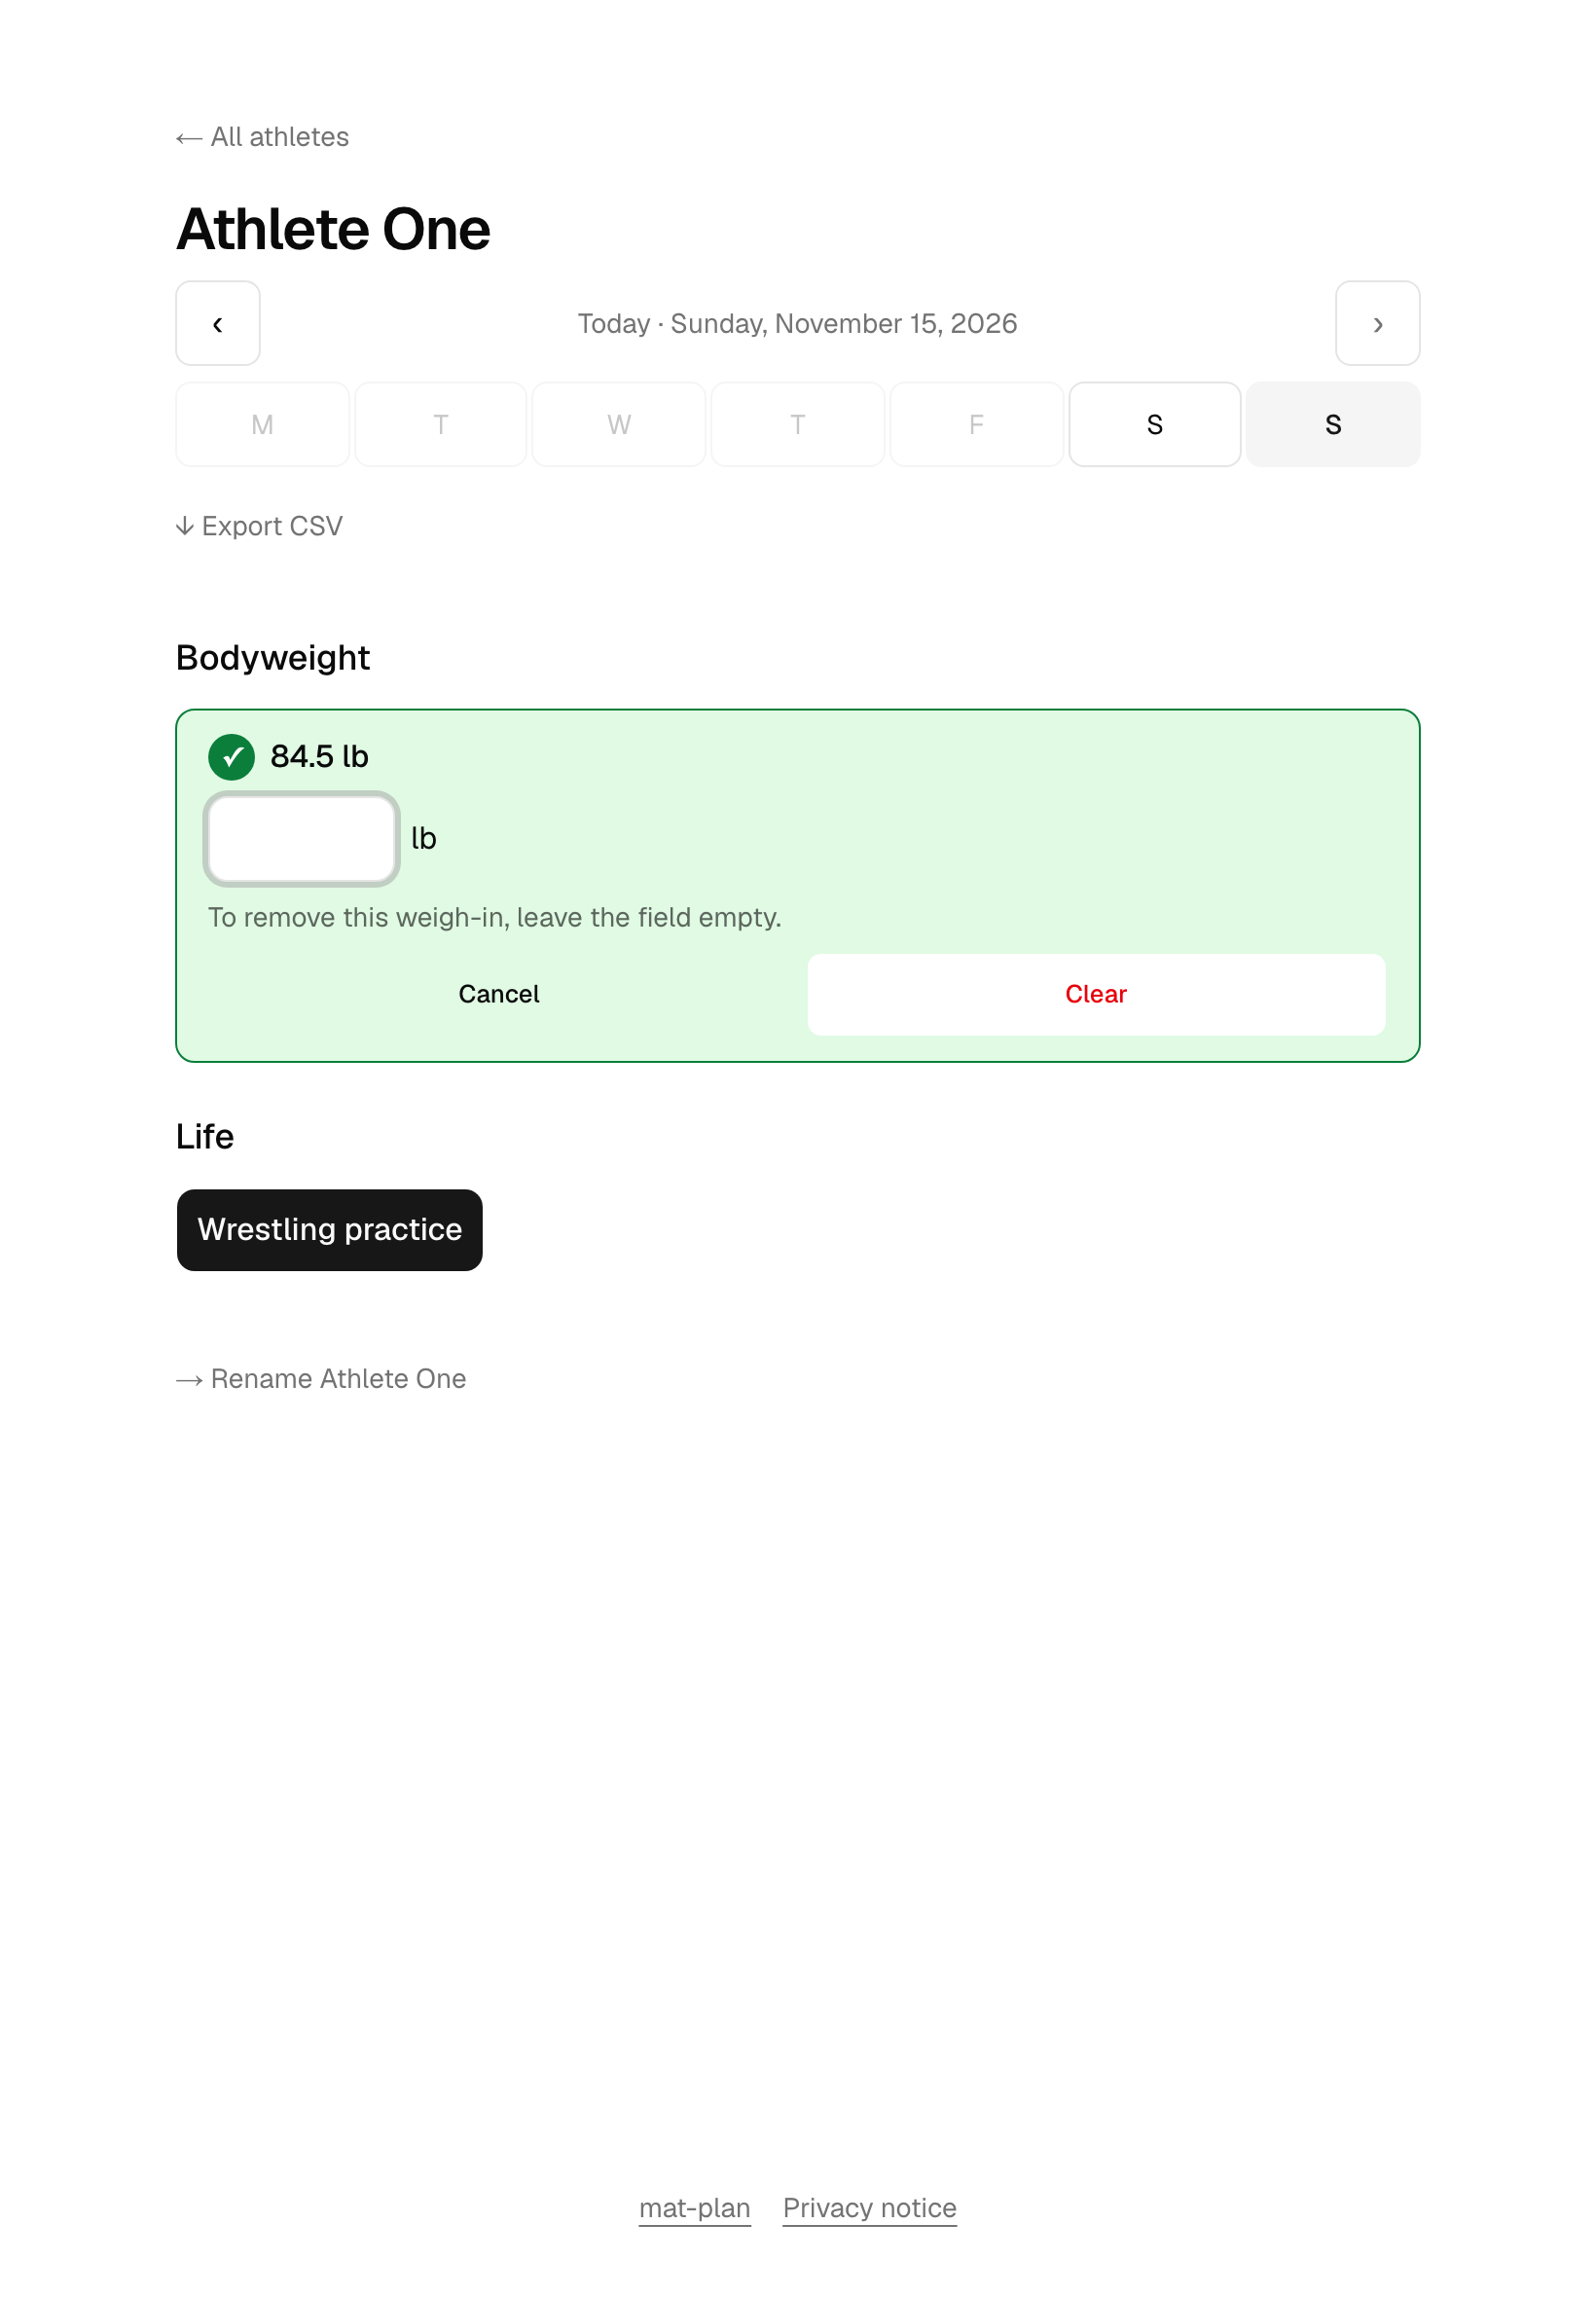 ← All athletes
Athlete One
‹ Today · Sunday, November 15, 2026 ›
M T W T F S S
↓ Export CSV
Bodyweight
✓ 84.5 lb
lb
To remove this weigh-in, leave the field empty.
Cancel Clear
Life
Wrestling practice
→ Rename Athlete One
mat-plan Privacy notice